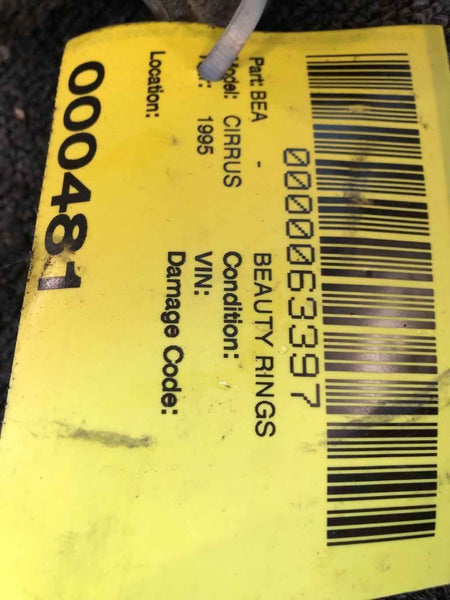 0000063397
Part: BEA - BEAUTY RINGS
Model: CIRRUS Condition:
1995 VIN:
Damage Code:
Location:
000481